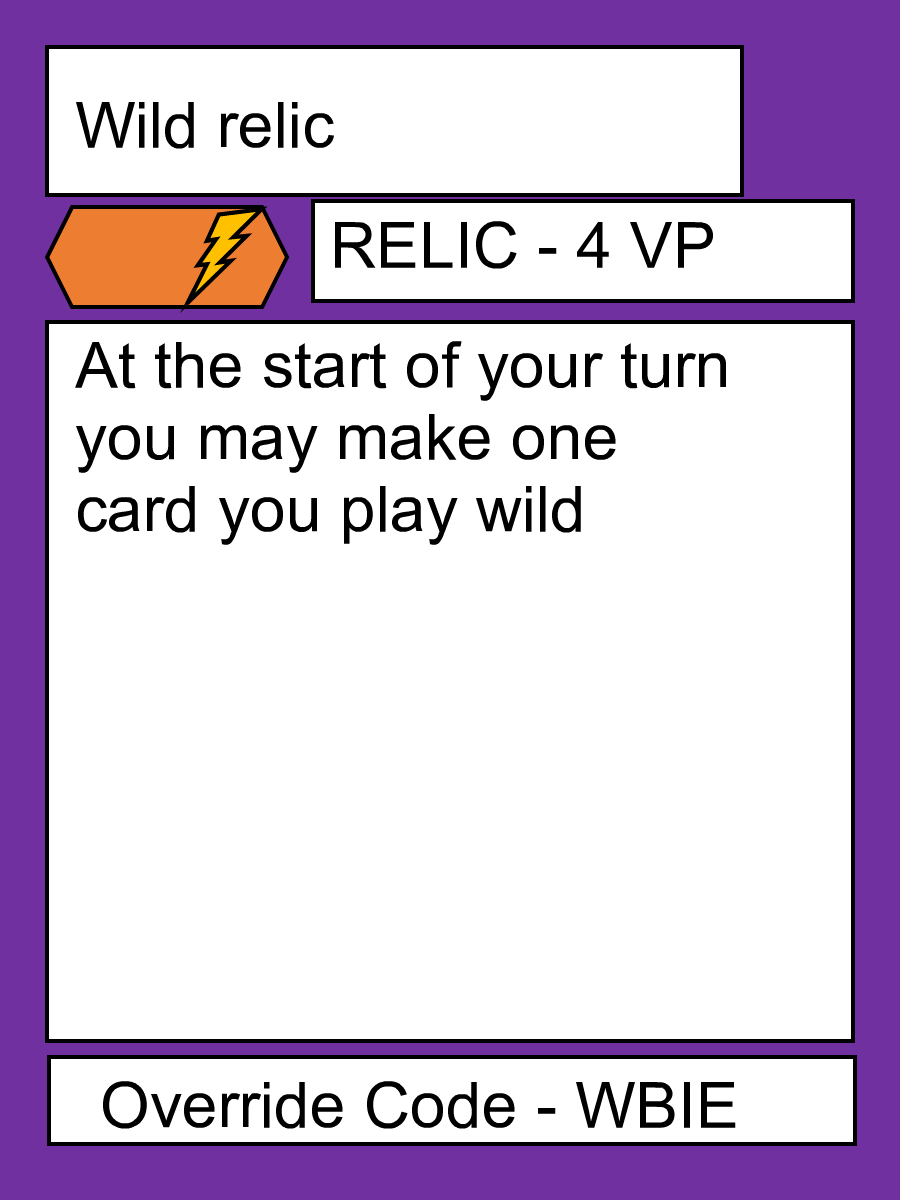 Wild relic
RELIC - 4 VP
At the start of your turn
you may make one
card you play wild
Override Code - WBIE